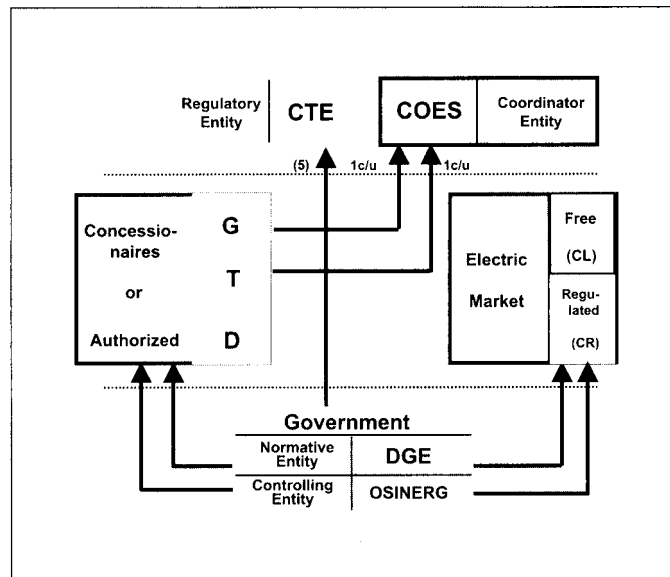 Regulatory
Entity
CTE
COES
Coordinator
Entity
(5)
1c/u
1c/u
Concessio-
naires
or
Authorized
G
T
D
Electric
Market
Free
(CL)
Regu-
lated
(CR)
Government
Normative
Entity
DGE
Controlling
Entity
OSINERG